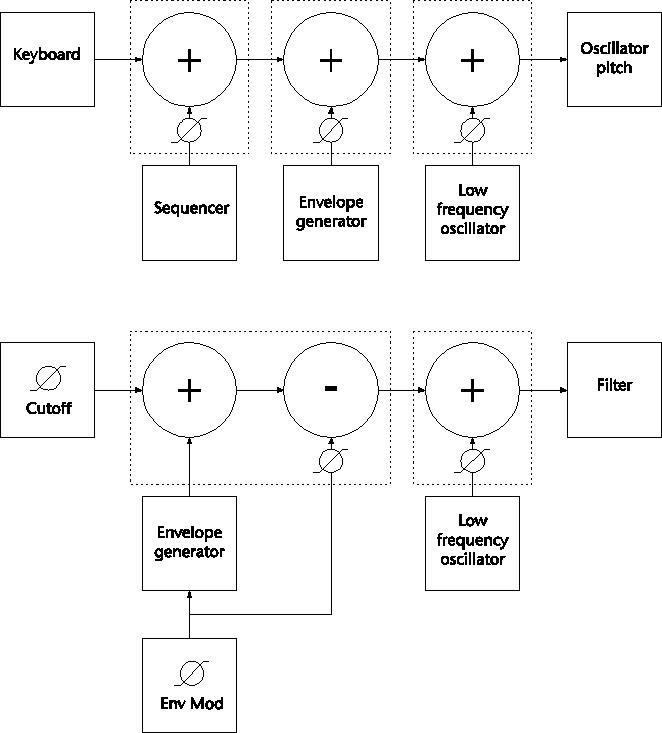 Keyboard
+
+
+
Oscillator
pitch
Sequencer
Envelope
generator
Low
frequency
oscillator
Cutoff
+
-
+
Filter
Envelope
generator
Low
frequency
oscillator
Env Mod